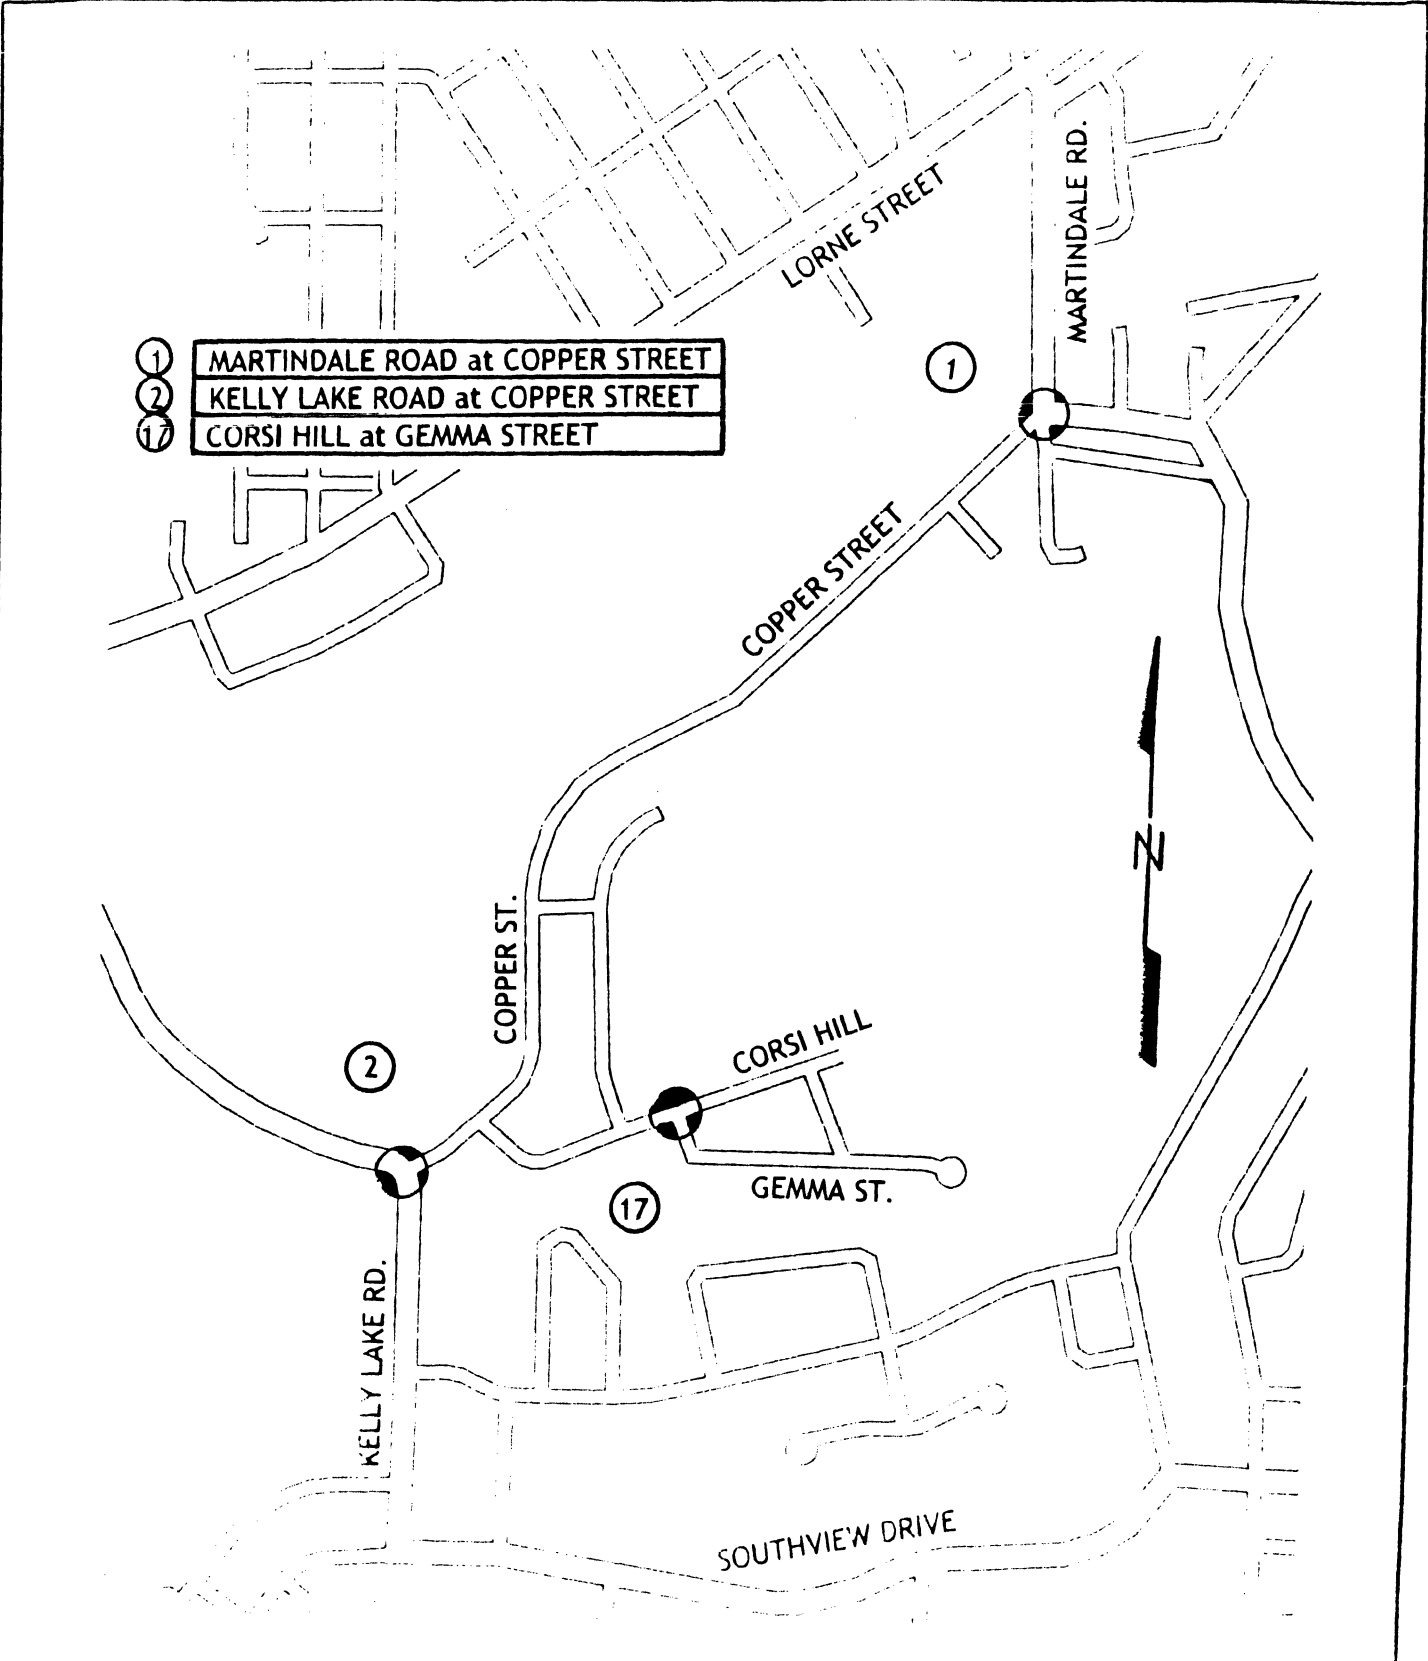 LORNE STREET
MARTINDALE RD.
1 MARTINDALE ROAD at COPPER STREET
2 KELLY LAKE ROAD at COPPER STREET
17 CORSI HILL at GEMMA STREET
1
COPPER STREET
N
COPPER ST.
CORSI HILL
2
GEMMA ST.
17
KELLY LAKE RD.
SOUTHVIEW DRIVE